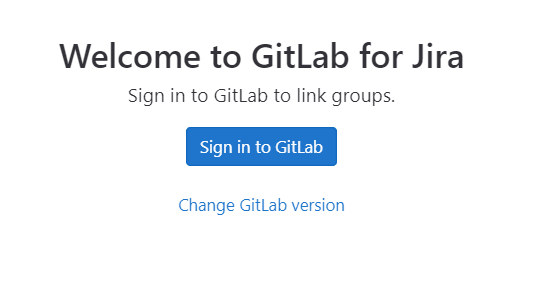 Welcome to GitLab for Jira
Sign in to GitLab to link groups.
Sign in to GitLab
Change GitLab version